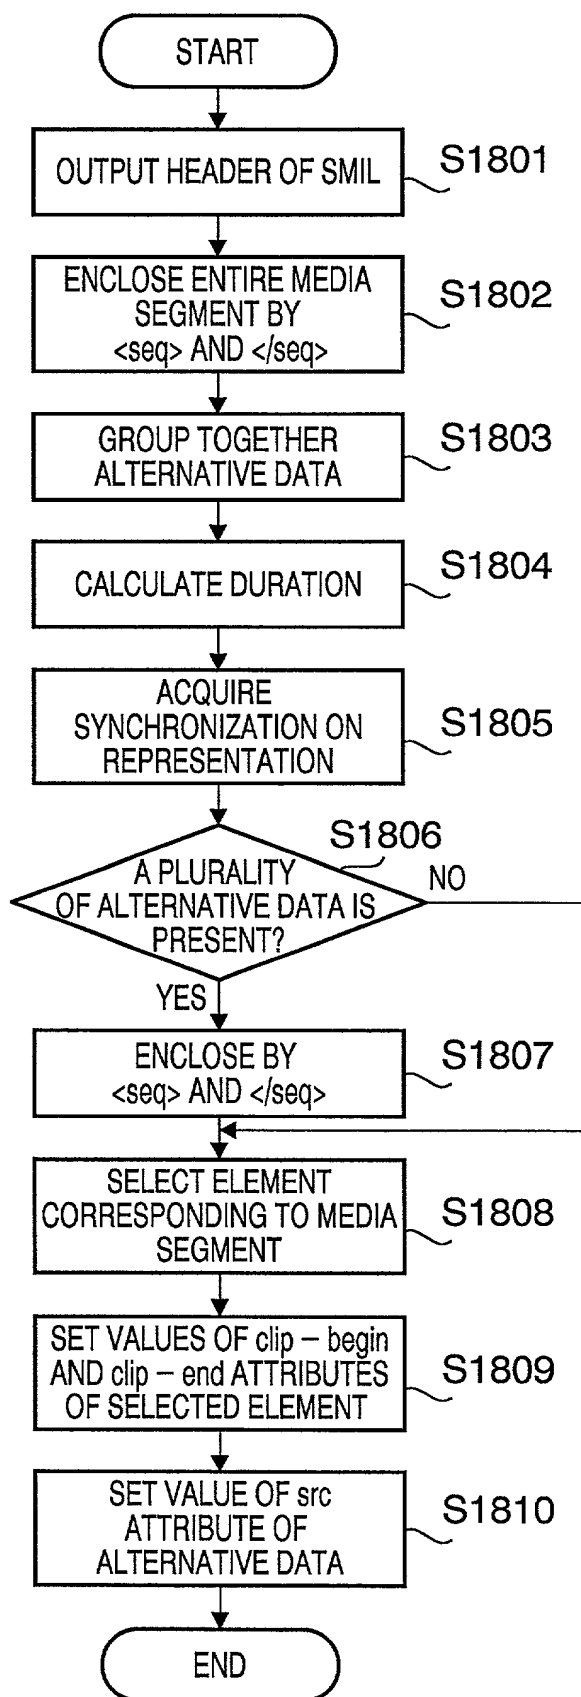 START
OUTPUT HEADER OF SMIL
S1801
ENCLOSE ENTIRE MEDIA
SEGMENT BY
<seq> AND </seq>
S1802
GROUP TOGETHER
ALTERNATIVE DATA
S1803
CALCULATE DURATION
S1804
ACQUIRE
SYNCHRONIZATION ON
REPRESENTATION
S1805
S1806
A PLURALITY
OF ALTERNATIVE DATA IS
PRESENT?
NO
YES
ENCLOSE BY
<seq> AND </seq>
S1807
SELECT ELEMENT
CORRESPONDING TO MEDIA
SEGMENT
S1808
SET VALUES OF clip – begin
AND clip – end ATTRIBUTES
OF SELECTED ELEMENT
S1809
SET VALUE OF src
ATTRIBUTE OF
ALTERNATIVE DATA
S1810
END